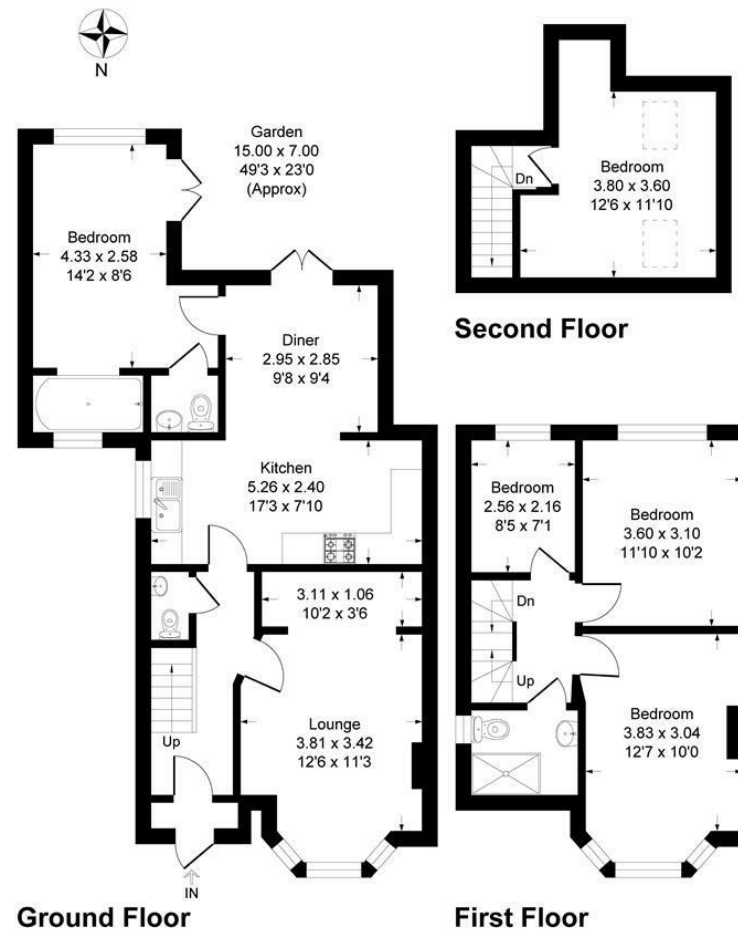 N
Garden
15.00 x 7.00
49'3 x 23'0
(Approx)
Bedroom
4.33 x 2.58
14'2 x 8'6
Diner
2.95 x 2.85
9'8 x 9'4
Kitchen
5.26 x 2.40
17'3 x 7'10
3.11 x 1.06
10'2 x 3'6
Lounge
3.81 x 3.42
12'6 x 11'3
Up
IN
Ground Floor
Dn
Bedroom
3.80 x 3.60
12'6 x 11'10
Second Floor
Bedroom
2.56 x 2.16
8'5 x 7'1
Bedroom
3.60 x 3.10
11'10 x 10'2
Dn
Up
Bedroom
3.83 x 3.04
12'7 x 10'0
First Floor